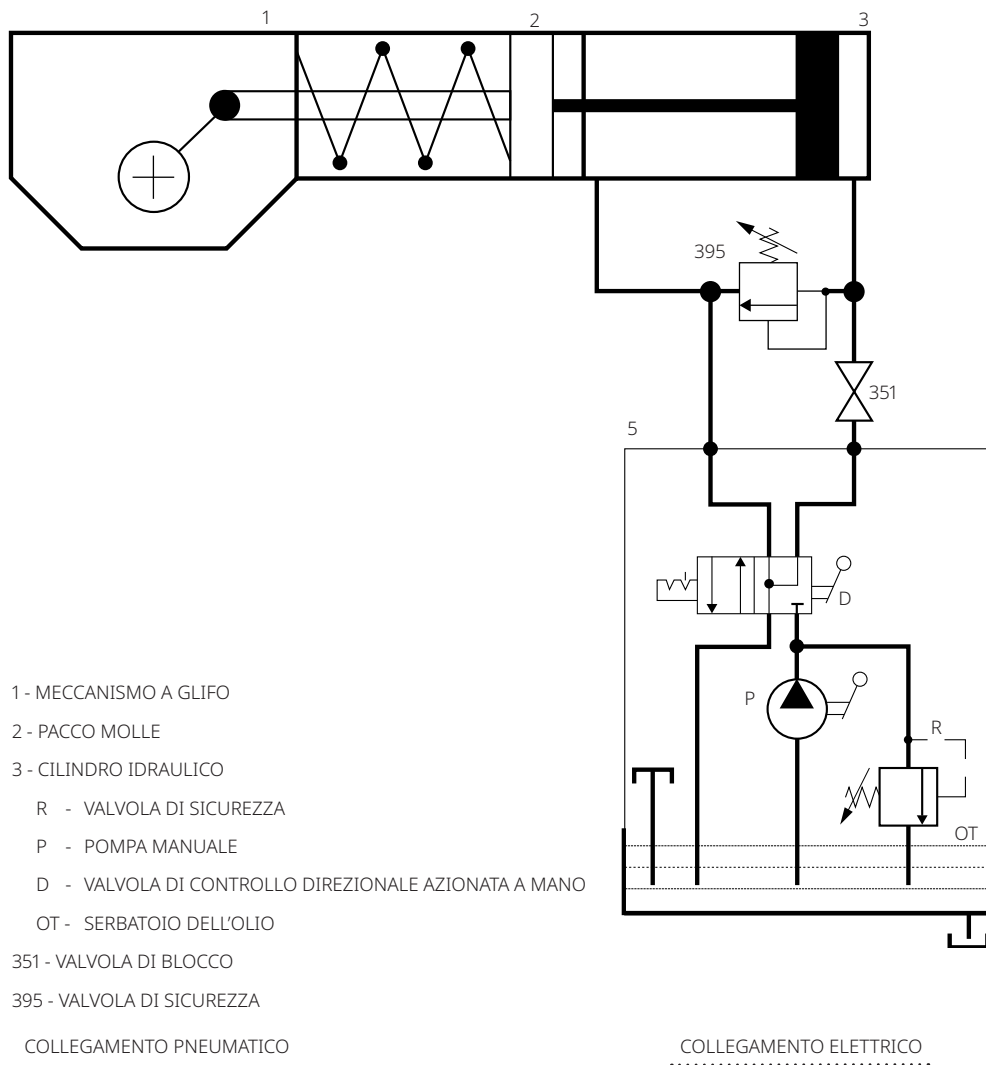 1
2
3
395
351
5
D
P
R
OT
1 - MECCANISMO A GLIFO
2 - PACCO MOLLE
3 - CILINDRO IDRAULICO
R - VALVOLA DI SICUREZZA
P - POMPA MANUALE
D - VALVOLA DI CONTROLLO DIREZIONALE AZIONATA A MANO
OT - SERBATOIO DELL'OLIO
351 - VALVOLA DI BLOCCO
395 - VALVOLA DI SICUREZZA
COLLEGAMENTO PNEUMATICO
COLLEGAMENTO ELETTRICO